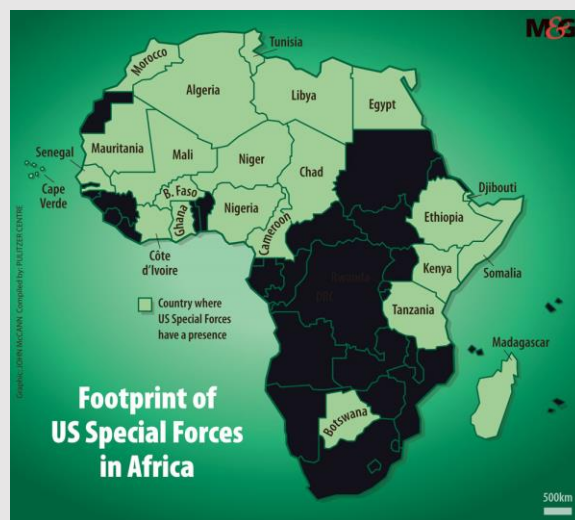 M&G
Tunisia
Morocco
Algeria
Libya
Egypt
Mauritania
Mali
Niger
Chad
Senegal
Cape
Verde
B. Faso
Ghana
Nigeria
Cameroon
Djibouti
Ethiopia
Côte
d'Ivoire
Kenya
Somalia
Tanzania
Country where
US Special Forces
have a presence
Madagascar
Botswana
Footprint of
US Special Forces
in Africa
500km
Graphic: JOHN McCANN Compiled by: PULITZER CENTRE